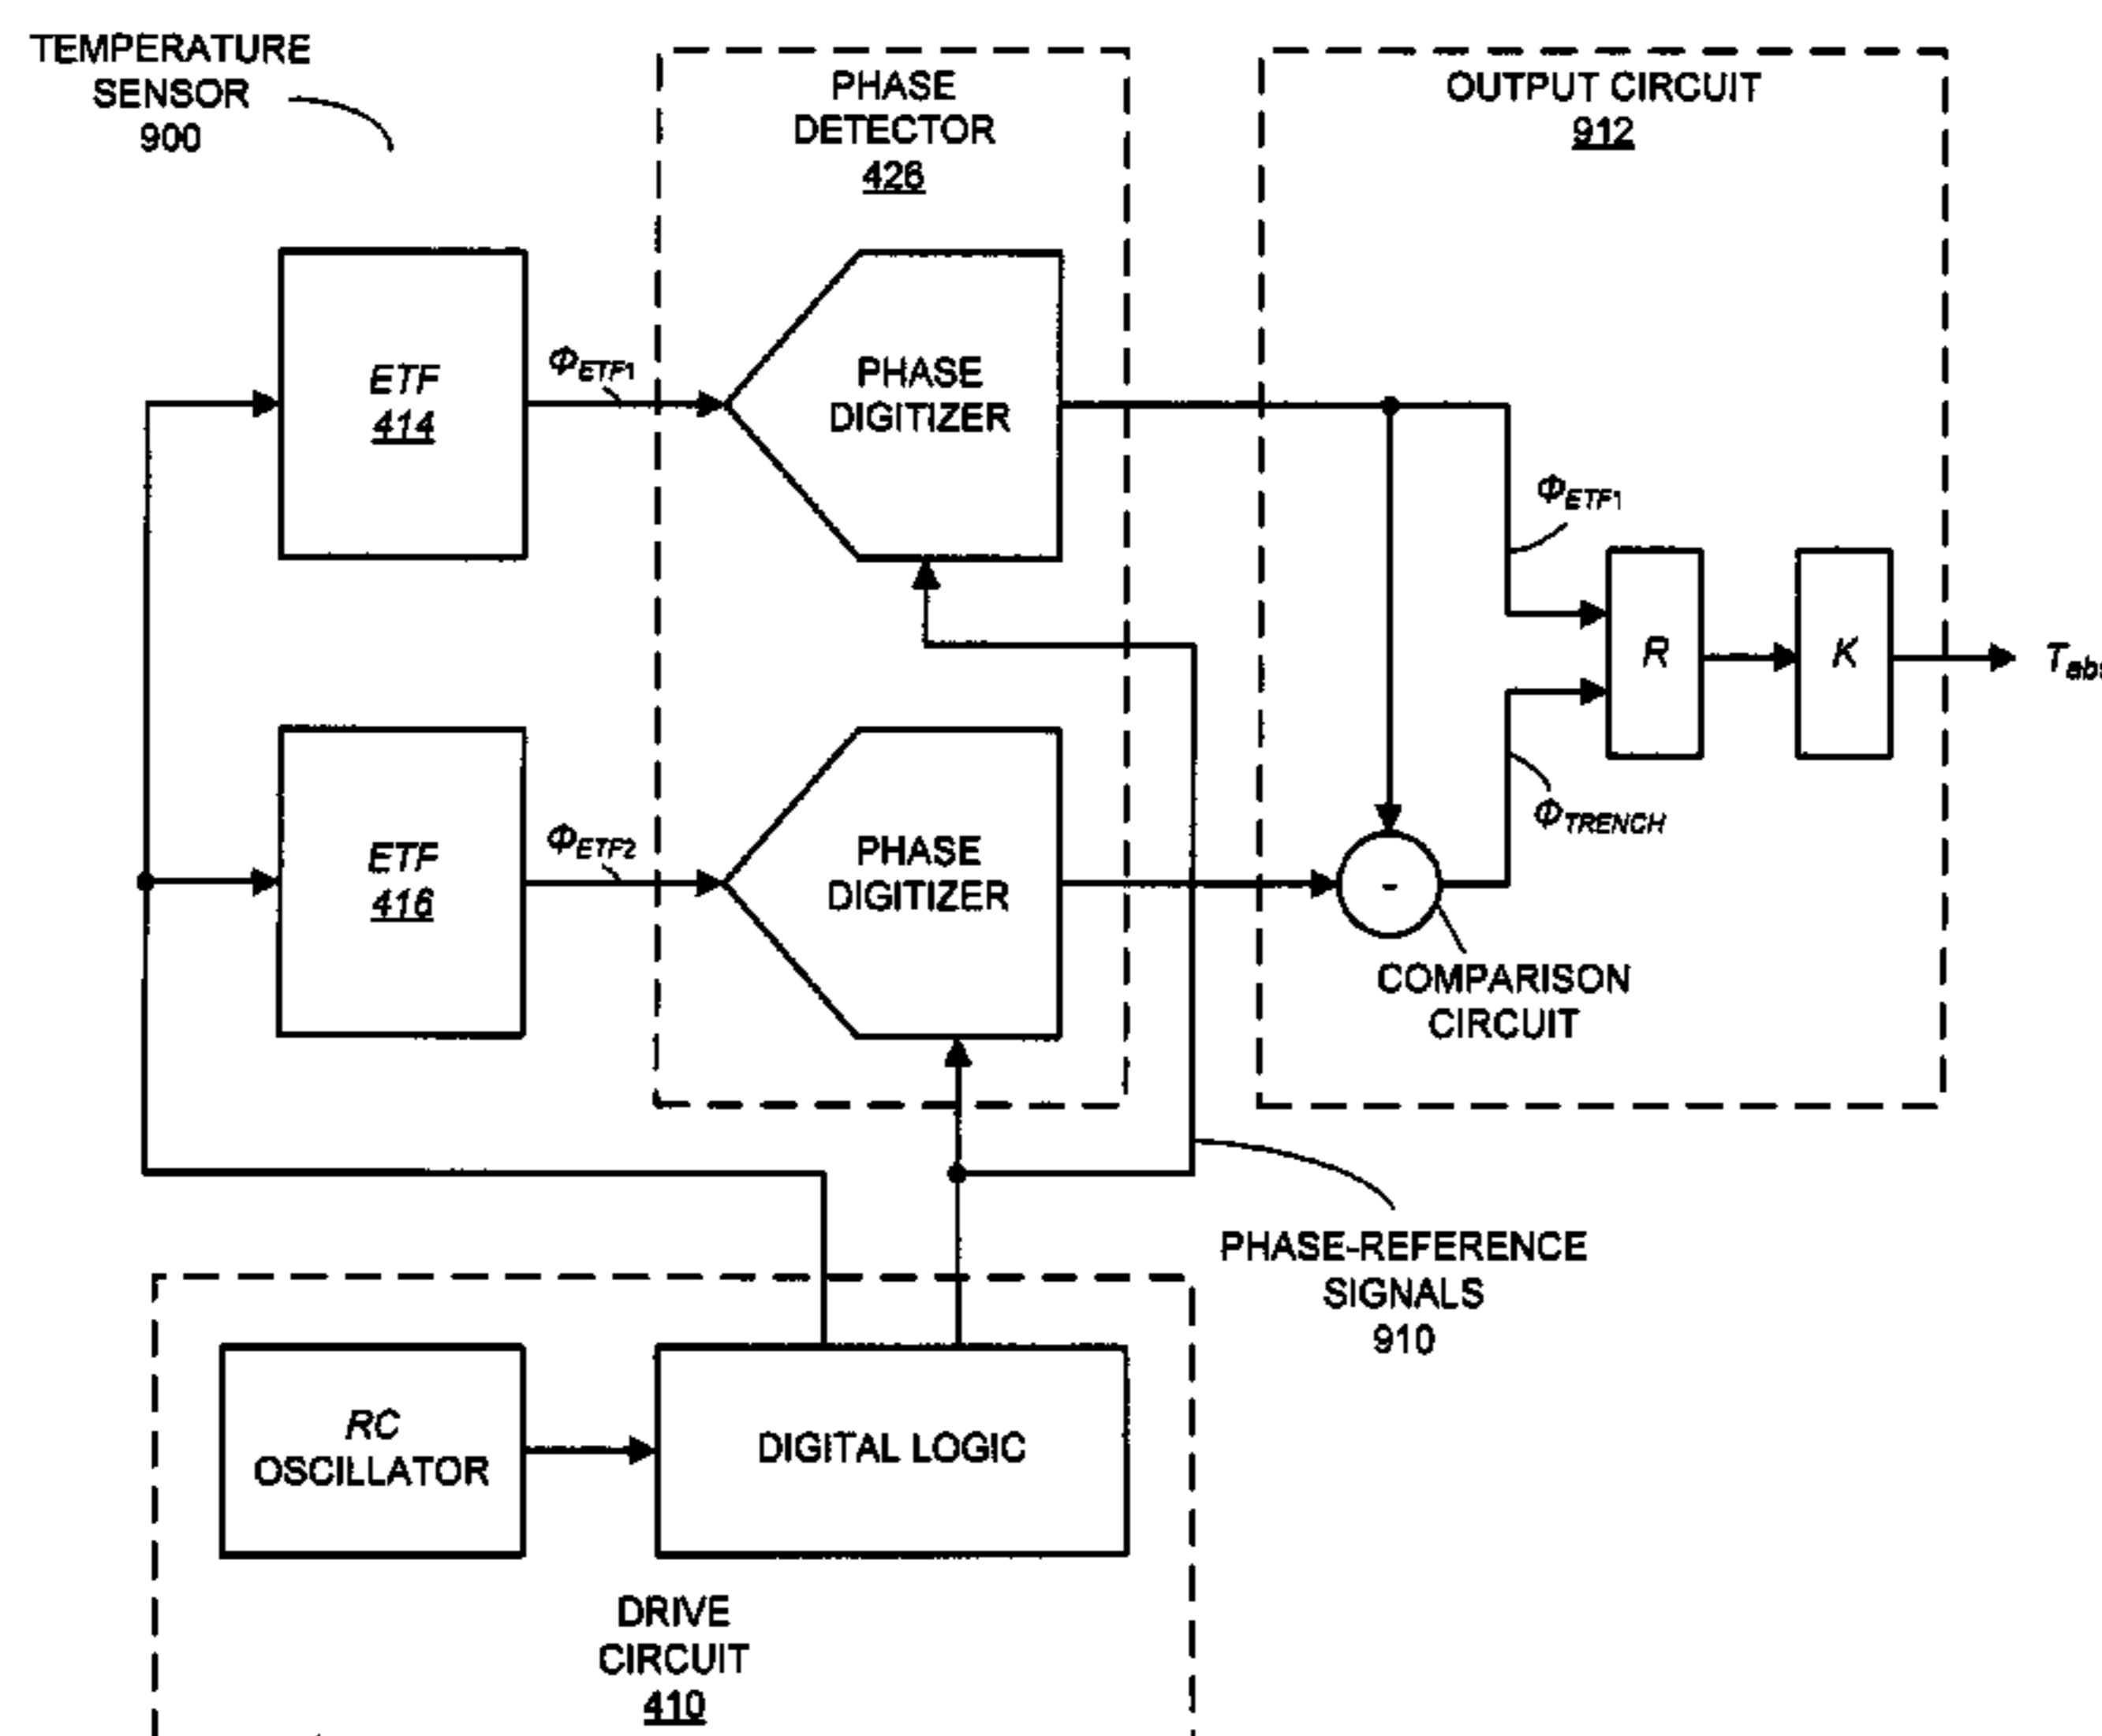 TEMPERATURE
SENSOR
900
PHASE
DETECTOR
426
OUTPUT CIRCUIT
912
ETF
414
ΦETF1
PHASE
DIGITIZER
ΦETF1
R
K
Tabs
ETF
416
ΦETF2
PHASE
DIGITIZER
-
ΦTRENCH
COMPARISON
CIRCUIT
PHASE-REFERENCE
SIGNALS
910
RC
OSCILLATOR
DIGITAL LOGIC
DRIVE
CIRCUIT
410